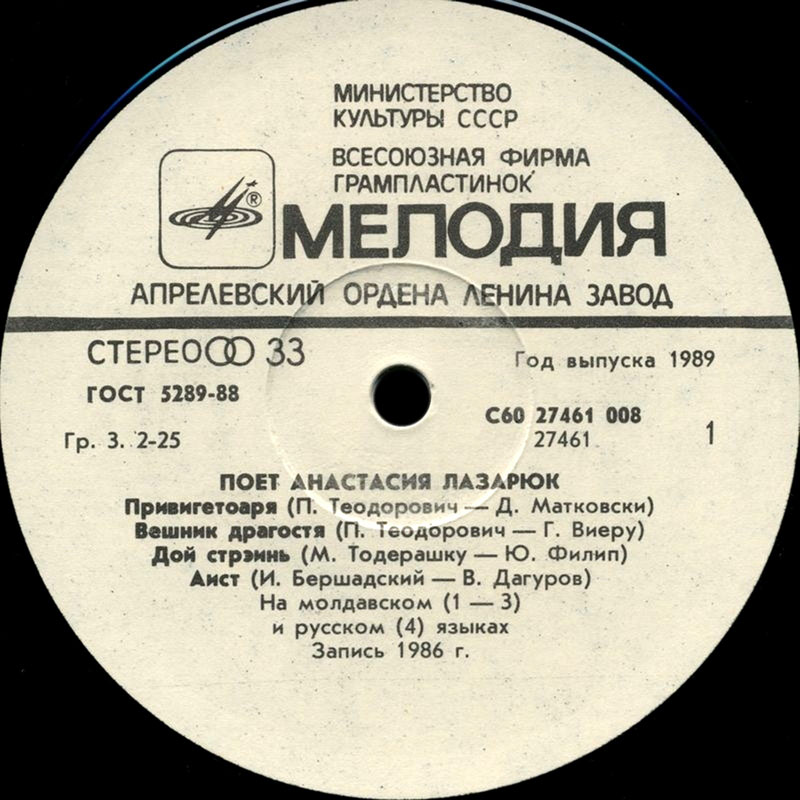 МИНИСТЕРСТВО
КУЛЬТУРЫ СССР
ВСЕСОЮЗНАЯ ФИРМА
ГРАМПЛАСТИНОК
®
МЕЛОДИЯ
АПРЕЛЕВСКИЙ ОРДЕНА ЛЕНИНА ЗАВОД
СТЕРЕО 33
Год выпуска 1989
ГОСТ 5289-88
С60 27461 008
Гр. 3. 2-25
27461
1
ПОЕТ АНАСТАСИЯ ЛАЗАРЮК
Привигетоаря (П. Теодорович — Д. Матковски)
Вешник драгостя (П. Теодорович — Г. Виеру)
Дой стрэинь (М. Тодерашку — Ю. Филип)
Аист (И. Бершадский — В. Дагуров)
На молдавском (1 — 3)
и русском (4) языках
Запись 1986 г.